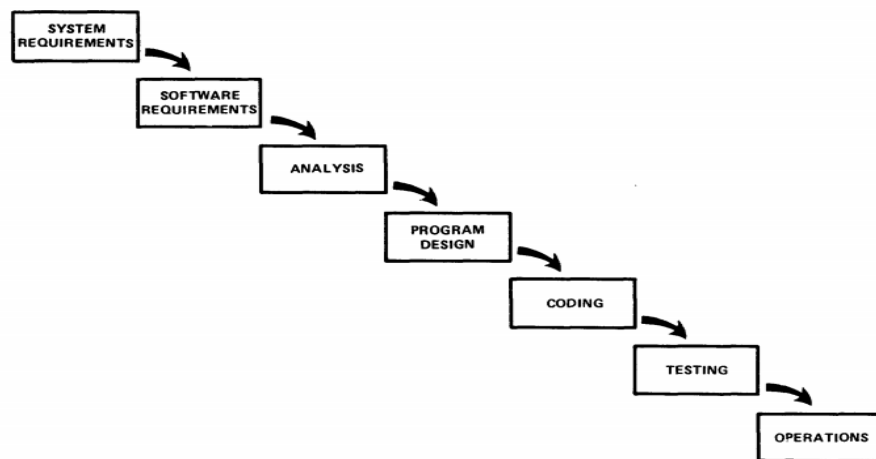 SYSTEM
REQUIREMENTS
SOFTWARE
REQUIREMENTS
ANALYSIS
PROGRAM
DESIGN
CODING
TESTING
OPERATIONS